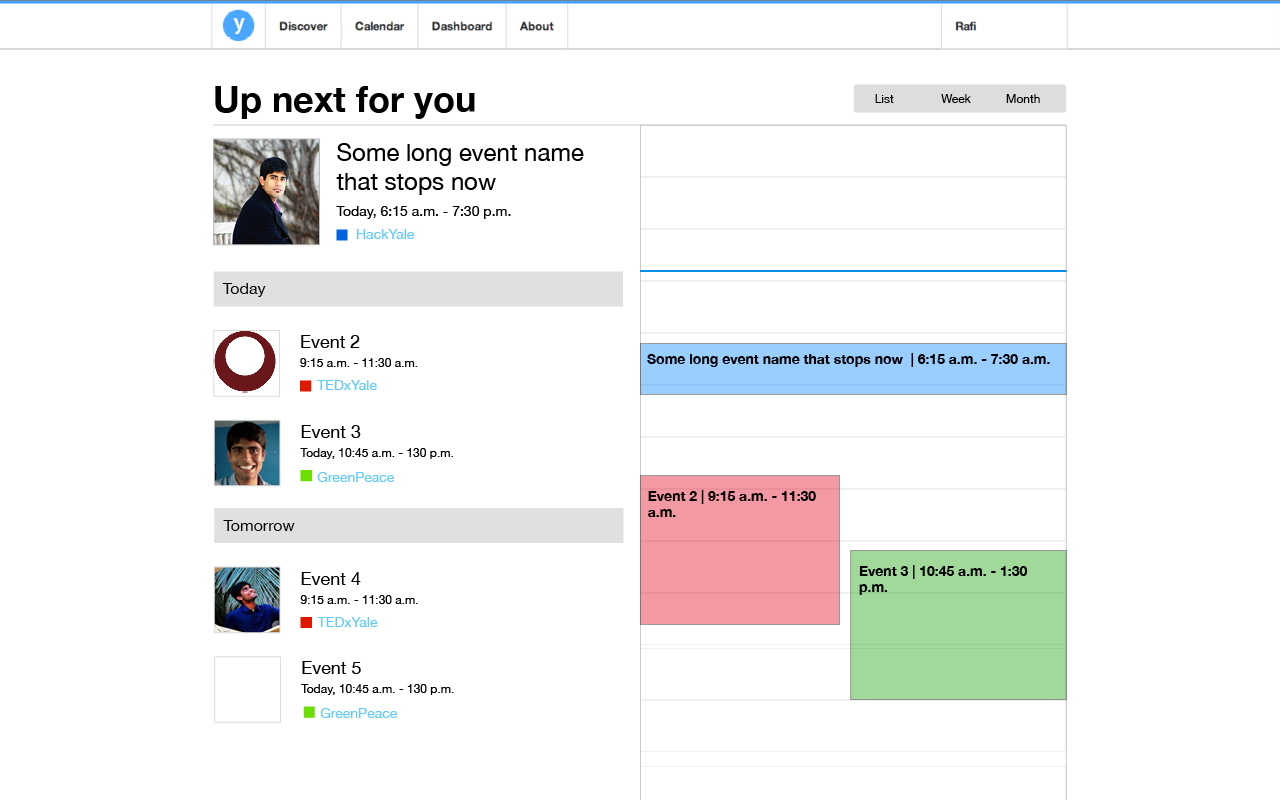 y
Discover
Calendar
Dashboard
About
Rafi
Up next for you
List
Week
Month
Some long event name
that stops now
Today, 6:15 a.m. - 7:30 p.m.
HackYale
Today
Event 2
9:15 a.m. - 11:30 a.m.
TEDxYale
Event 3
Today, 10:45 a.m. - 130 p.m.
GreenPeace
Tomorrow
Event 4
9:15 a.m. - 11:30 a.m.
TEDxYale
Event 5
Today, 10:45 a.m. - 130 p.m.
GreenPeace
Some long event name that stops now | 6:15 a.m. - 7:30 a.m.
Event 2 | 9:15 a.m. - 11:30
a.m.
Event 3 | 10:45 a.m. - 1:30
p.m.